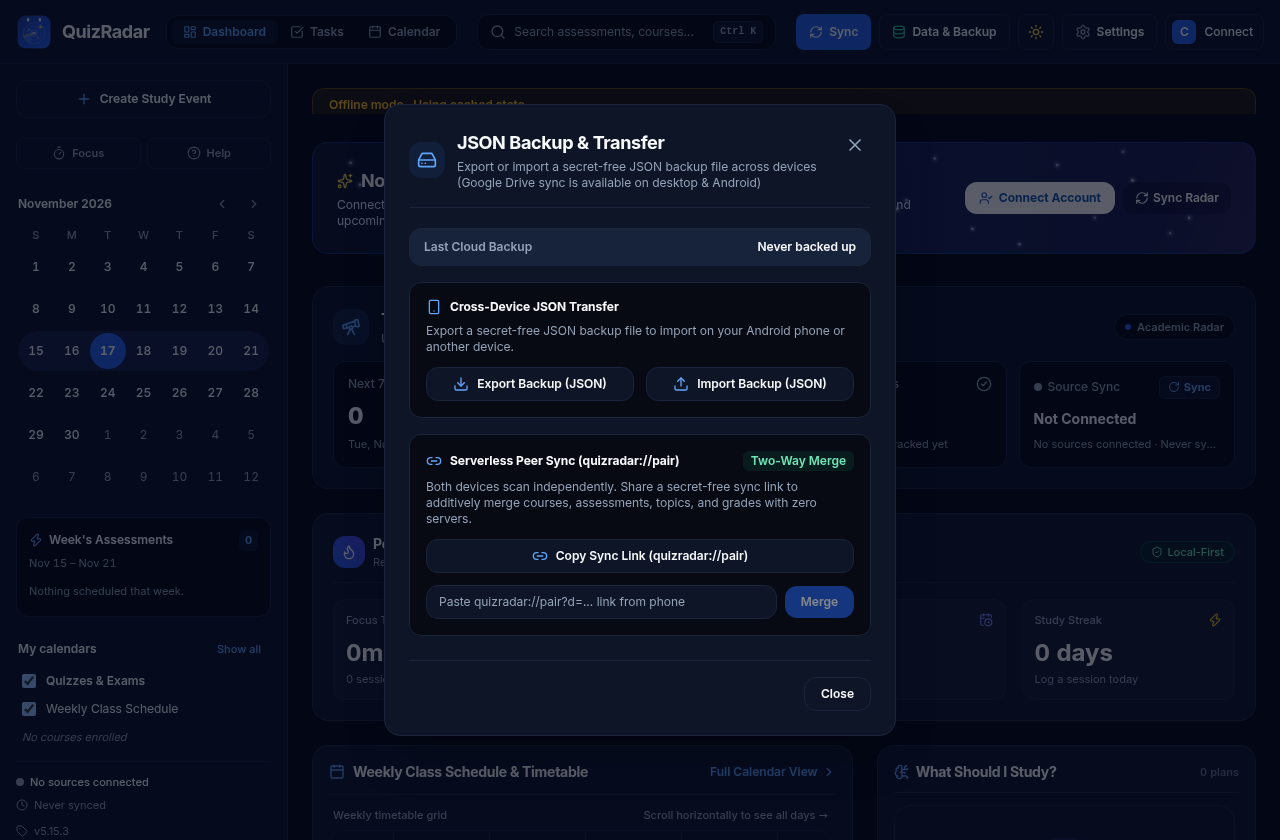 QuizRadar
Dashboard
Tasks
Calendar
Search assessments, courses...
Ctrl K
Sync
Data & Backup
Settings
C
Connect
Create Study Event
Focus
Help
November 2026
S M T W T F S
1 2 3 4 5 6 7
8 9 10 11 12 13 14
15 16 17 18 19 20 21
22 23 24 25 26 27 28
29 30 1 2 3 4 5
6 7 8 9 10 11 12
Week's Assessments
0
Nov 15 – Nov 21
Nothing scheduled that week.
My calendars
Show all
Quizzes & Exams
Weekly Class Schedule
No courses enrolled
No sources connected
Never synced
v5.15.3
Offline mode
Using cached state
JSON Backup & Transfer
Export or import a secret-free JSON backup file across devices
(Google Drive sync is available on desktop & Android)
Last Cloud Backup
Never backed up
Cross-Device JSON Transfer
Export a secret-free JSON backup file to import on your Android phone or
another device.
Export Backup (JSON)
Import Backup (JSON)
Serverless Peer Sync (quizradar://pair)
Two-Way Merge
Both devices scan independently. Share a secret-free sync link to
additively merge courses, assessments, topics, and grades with zero
servers.
Copy Sync Link (quizradar://pair)
Paste quizradar://pair?d=... link from phone
Merge
Close
No
Connect
upcomin
Connect Account
Sync Radar
Academic Radar
Next 7
0
Tue, No
racked yet
Source Sync
Sync
Not Connected
No sources connected · Never sy...
Local-First
Focus T
0m
0 sessi
Study Streak
0 days
Log a session today
Weekly Class Schedule & Timetable
Full Calendar View
Weekly timetable grid
Scroll horizontally to see all days →
What Should I Study?
0 plans